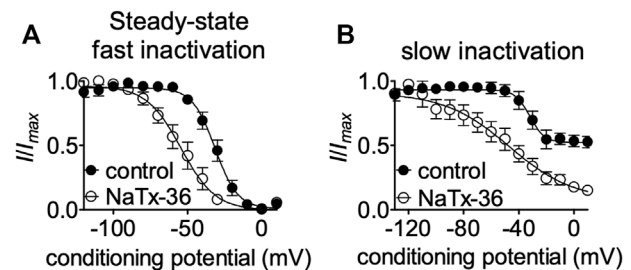 A
Steady-state
fast inactivation
1.0
0.5
0.0
I/Imax
control
NaTx-36
-100
-50
0
conditioning potential (mV)
B
slow inactivation
1.0
0.5
0.0
I/Imax
control
NaTx-36
-120
-80
-40
0
conditioning potential (mV)